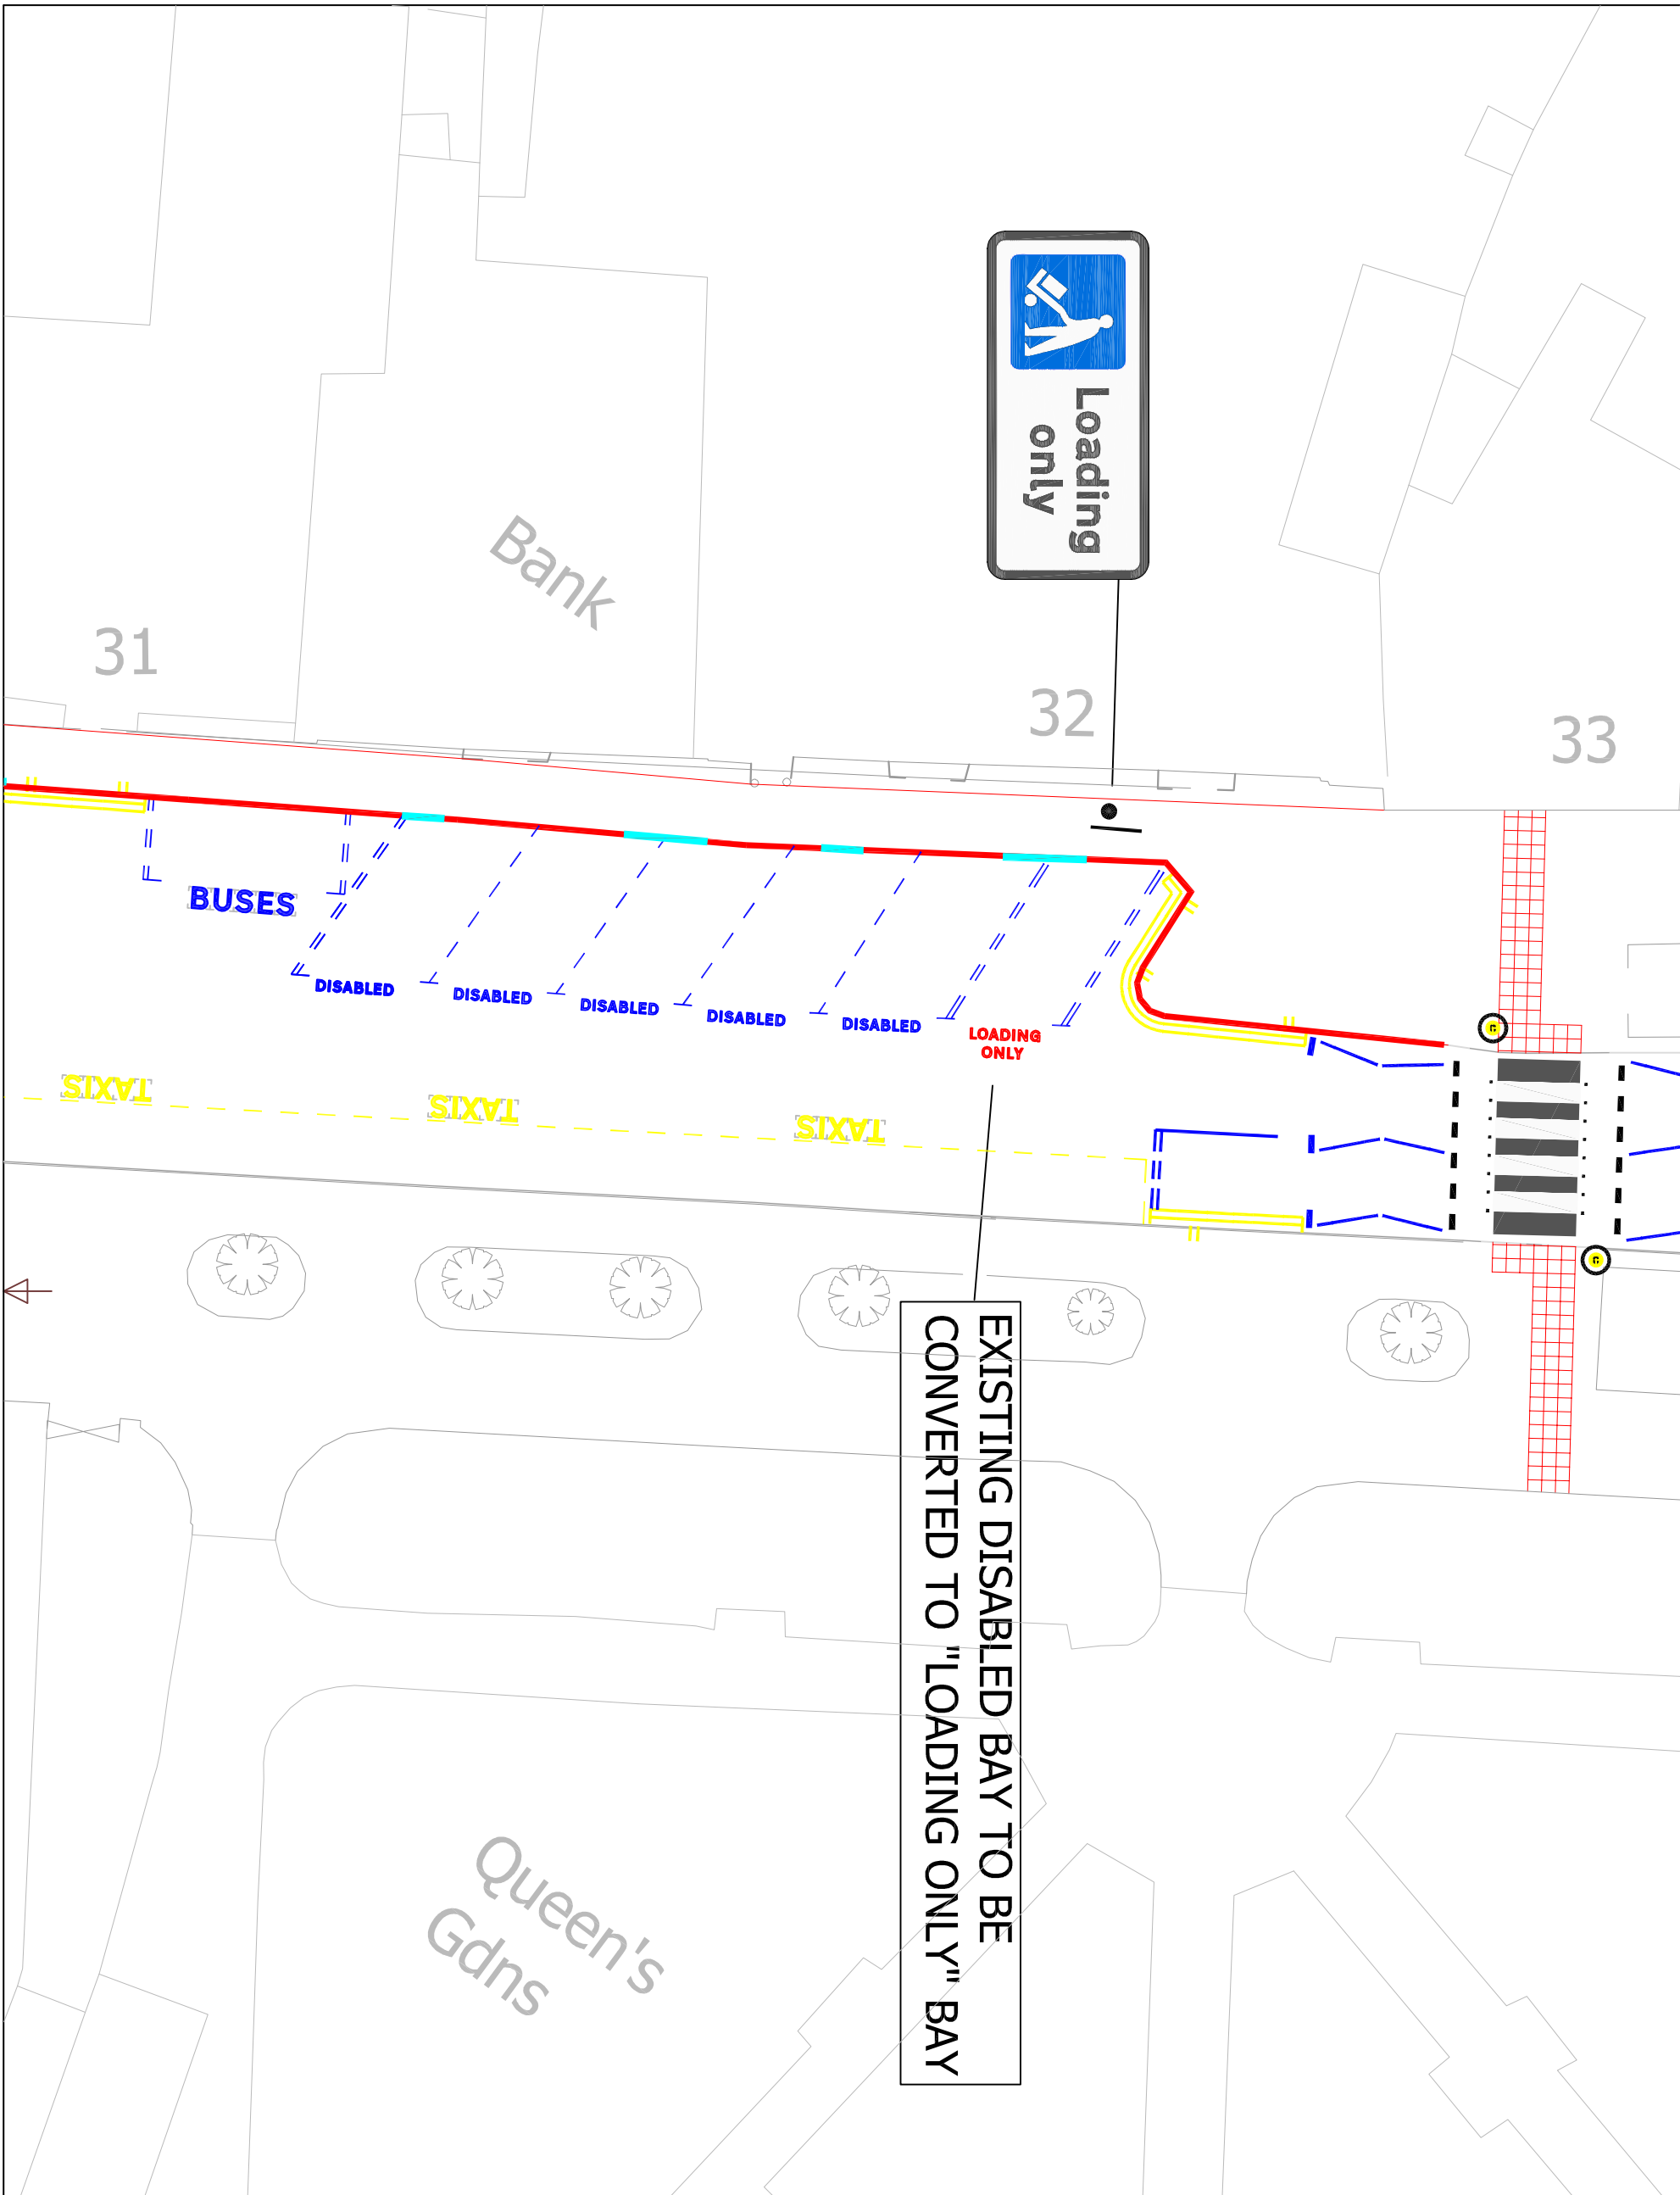 Loading
only
Bank
31
32
33
BUSES
DISABLED
DISABLED
DISABLED
DISABLED
DISABLED
LOADING
ONLY
TAXIS
TAXIS
TAXIS
EXISTING DISABLED BAY TO BE
CONVERTED TO "LOADING ONLY" BAY
Queen's
Gdns